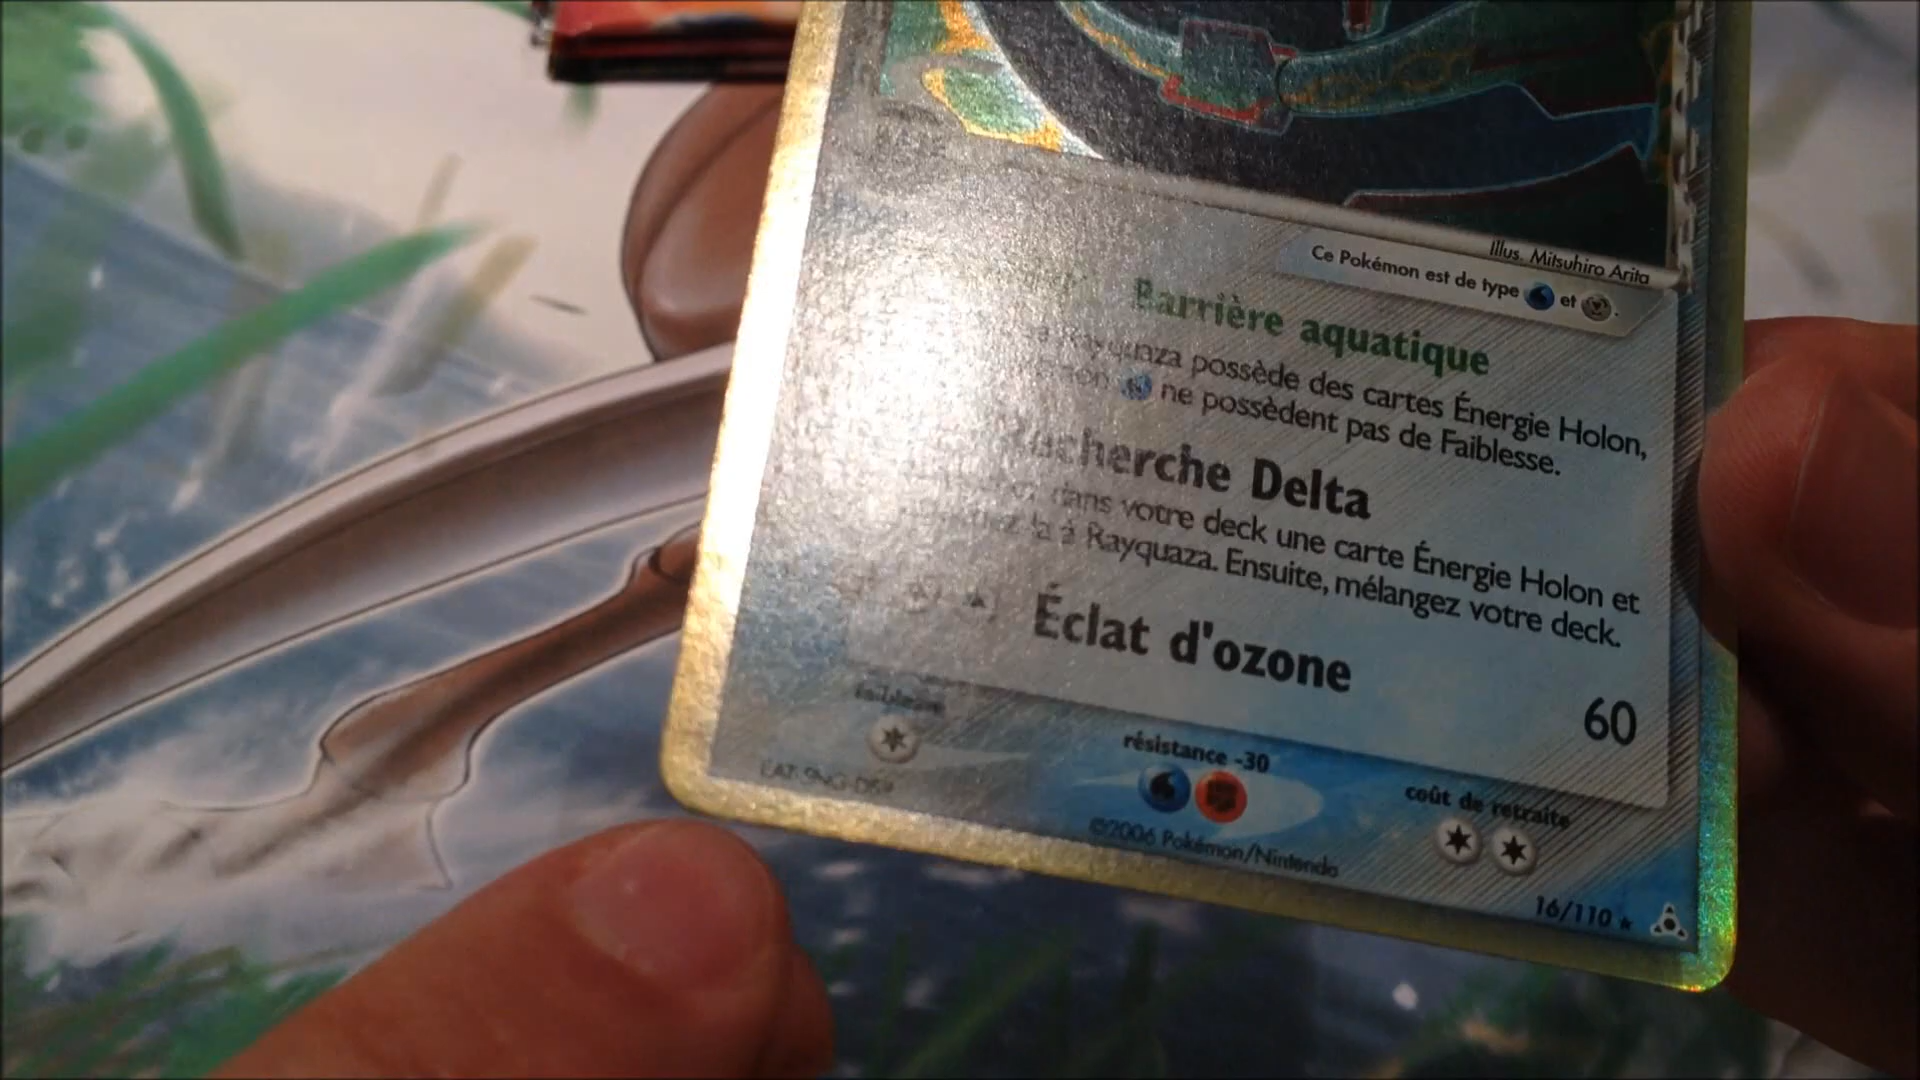 Illus. Mitsuhiro Arita
Ce Pokémon est de type et .
Barrière aquatique
Rayquaza possède des cartes Énergie Holon,
ne possèdent pas de Faiblesse.
Recherche Delta
dans votre deck une carte Énergie Holon et
la à Rayquaza. Ensuite, mélangez votre deck.
Éclat d'ozone
60
faiblesse
résistance -30
coût de retraite
©2006 Pokémon/Nintendo
16/110